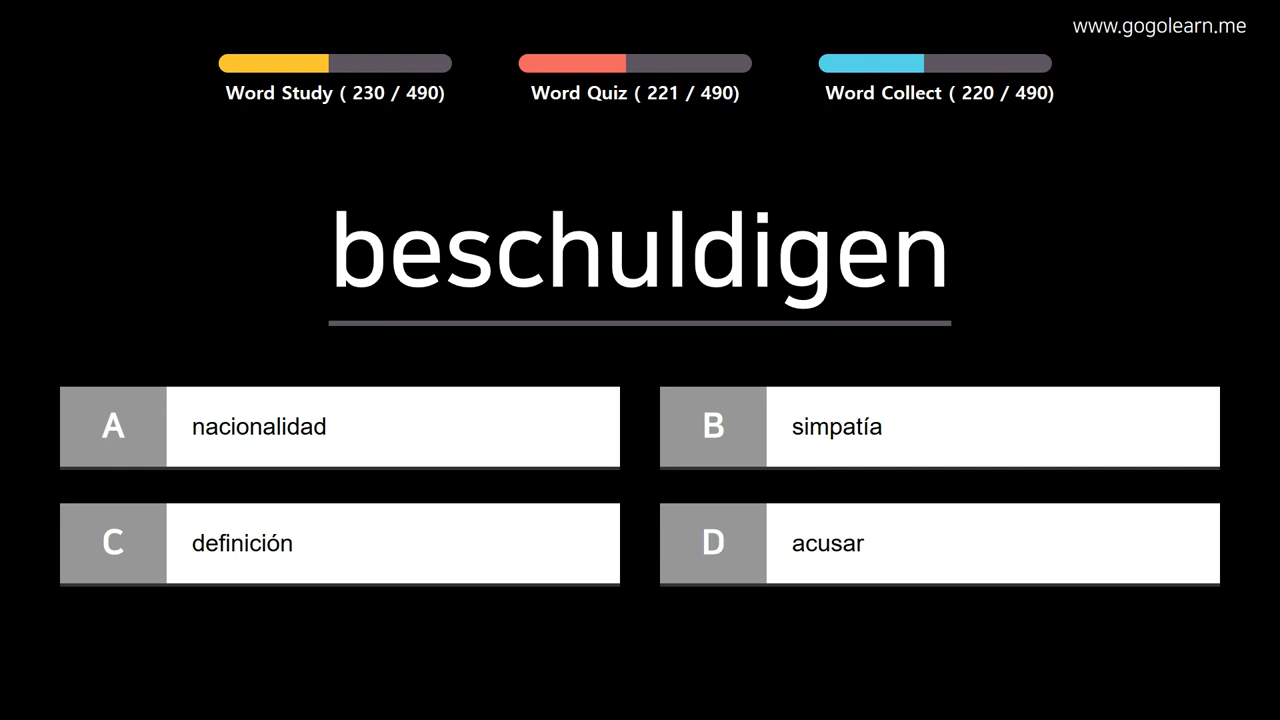 www.gogolearn.me
Word Study ( 230 / 490)
Word Quiz ( 221 / 490)
Word Collect ( 220 / 490)
beschuldigen
A nacionalidad
B simpatía
C definición
D acusar